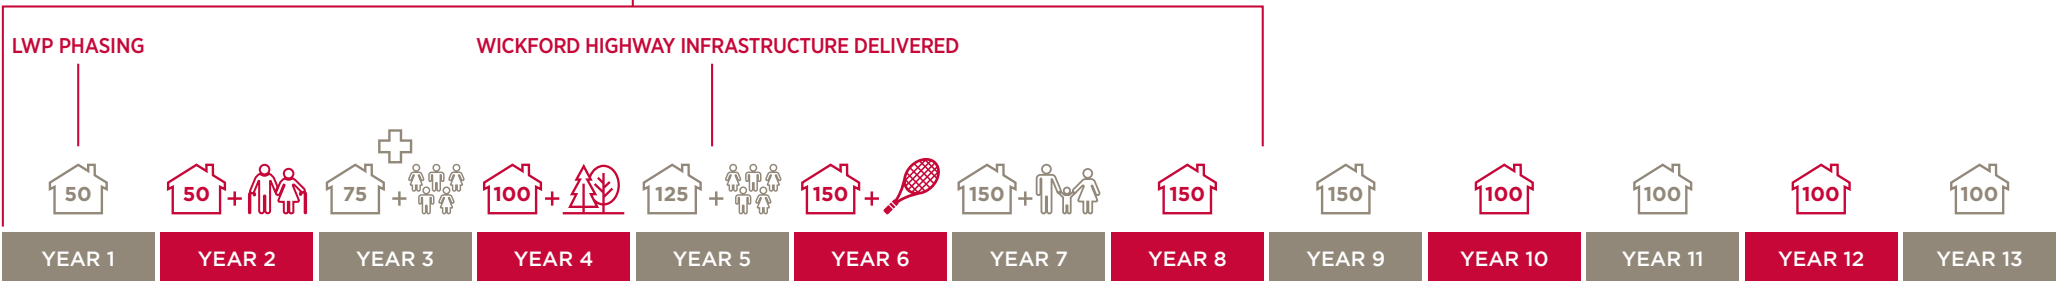 LWP PHASING
WICKFORD HIGHWAY INFRASTRUCTURE DELIVERED
50 50 + 75 + 100 + 125 + 150 + 150 + 150 150 100 100 100 100
YEAR 1 YEAR 2 YEAR 3 YEAR 4 YEAR 5 YEAR 6 YEAR 7 YEAR 8 YEAR 9 YEAR 10 YEAR 11 YEAR 12 YEAR 13